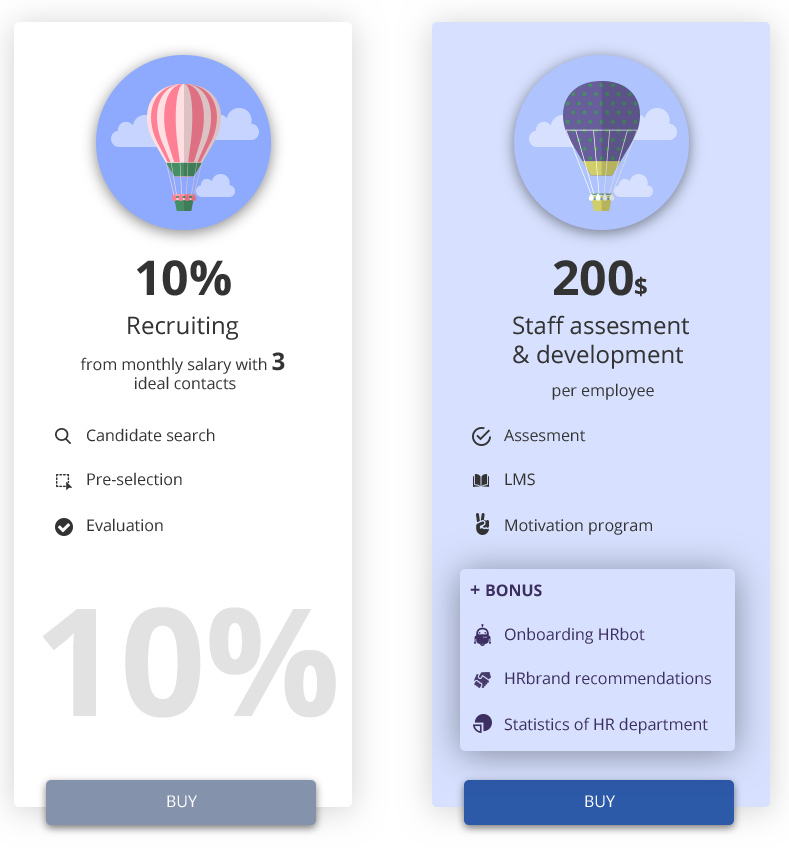 10%
Recruiting
from monthly salary with 3
ideal contacts
Candidate search
Pre-selection
Evaluation
10%
BUY
200$
Staff assesment
& development
per employee
Assesment
LMS
Motivation program
+ BONUS
Onboarding HRbot
HRbrand recommendations
Statistics of HR department
BUY